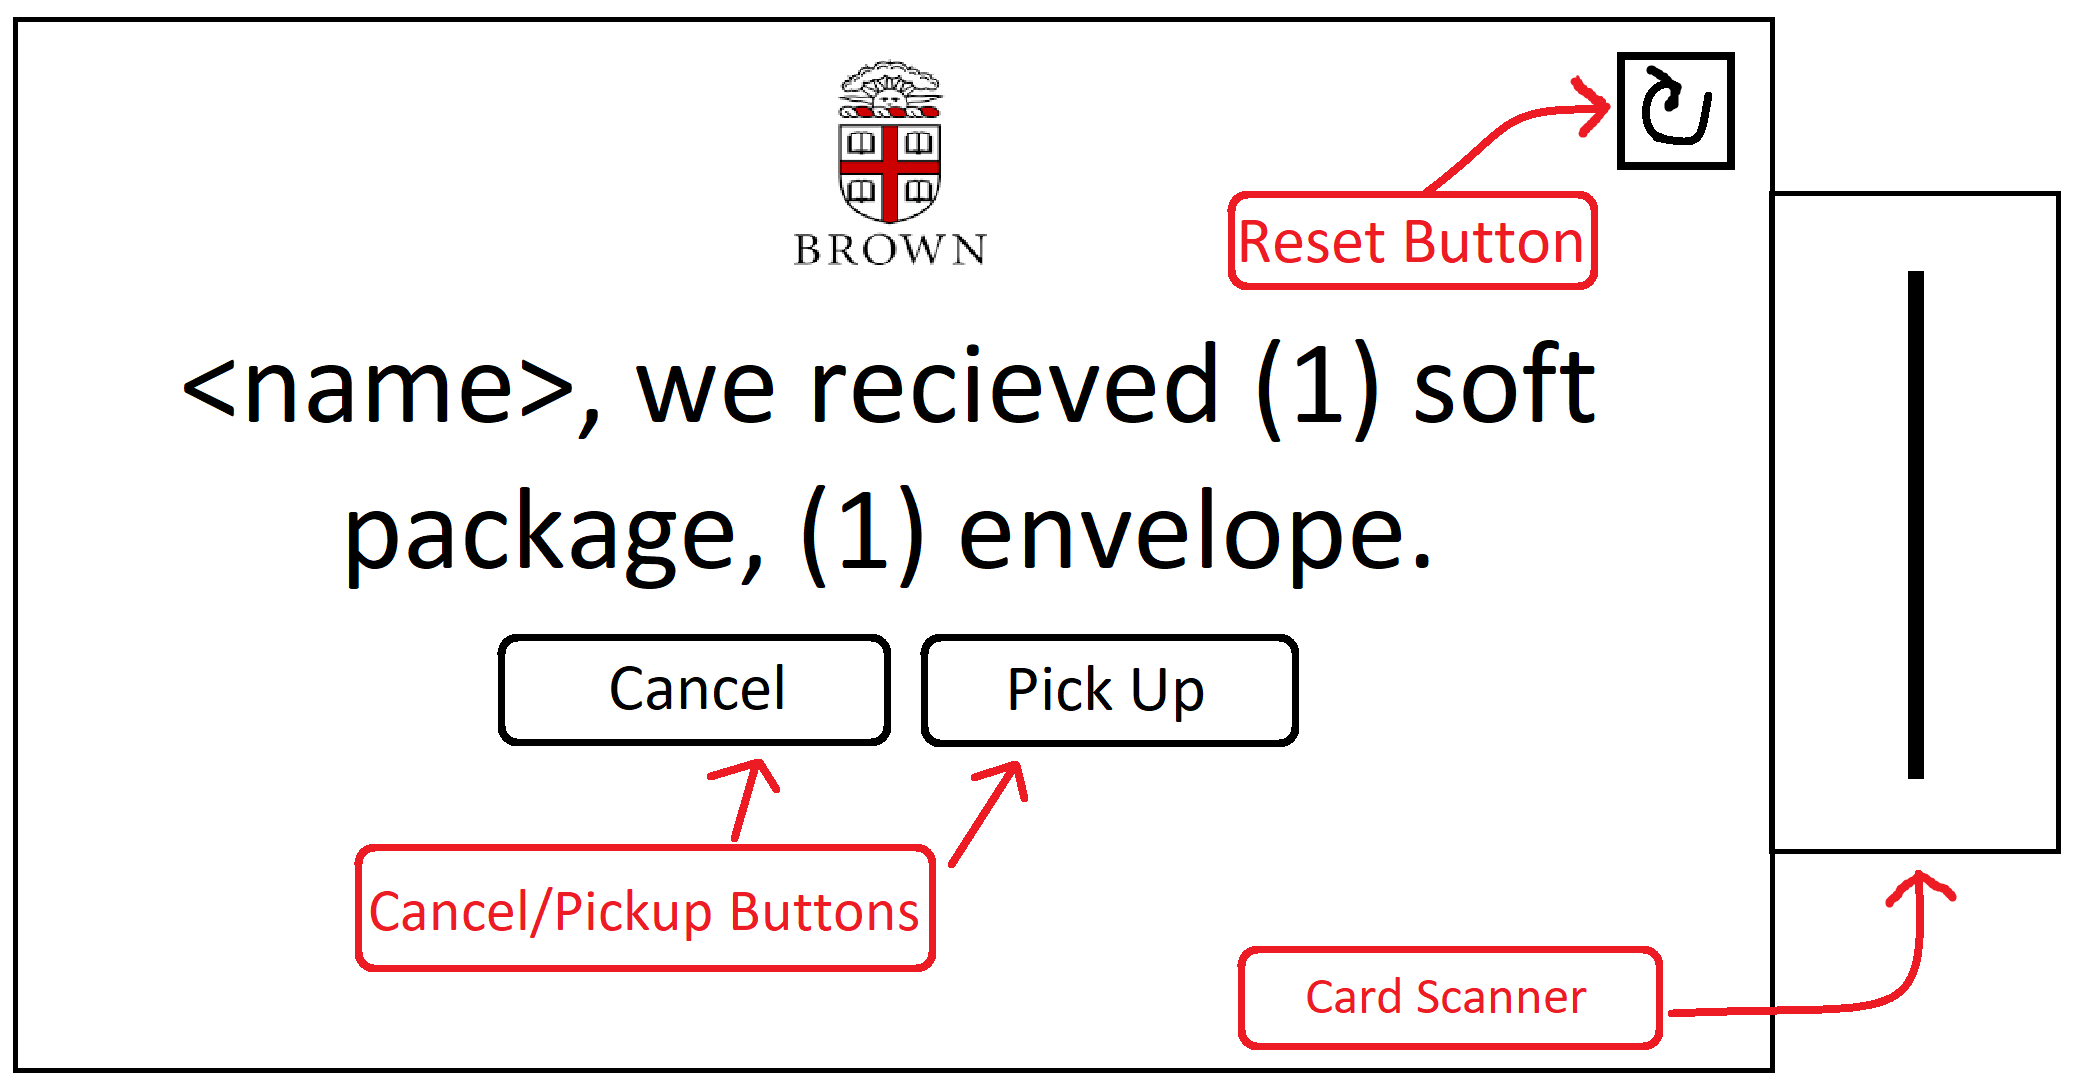 BROWN
Reset Button
<name>, we recieved (1) soft
package, (1) envelope.
Cancel
Pick Up
Cancel/Pickup Buttons
Card Scanner